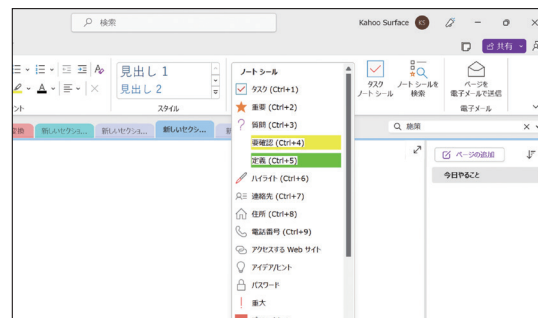 検索
Kahoo Surface
KS
共有
見出し 1
見出し 2
スタイル
ノート シール
タスク (Ctrl+1)
重要 (Ctrl+2)
質問 (Ctrl+3)
要確認 (Ctrl+4)
定義 (Ctrl+5)
ハイライト (Ctrl+6)
連絡先 (Ctrl+7)
住所 (Ctrl+8)
電話番号 (Ctrl+9)
アクセスする Web サイト
アイデア/ヒント
パスワード
重大
タスク
ノート シール
ノート シールを
検索
ページを
電子メールで送信
電子メール
新しいセクショ...
新しいセクショ...
新しいセクシ...
ページの追加
今日やること